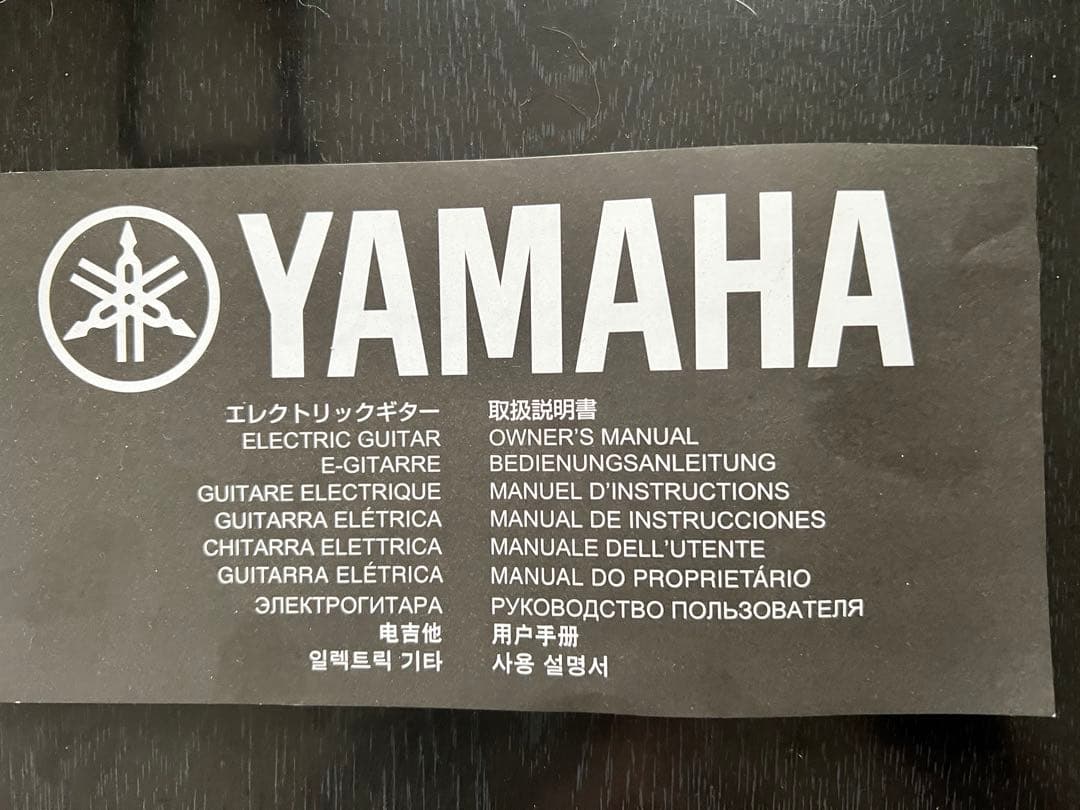 YAMAHA
エレクトリックギター 取扱説明書
ELECTRIC GUITAR OWNER'S MANUAL
E-GITARRE BEDIENUNGSANLEITUNG
GUITARE ELECTRIQUE MANUEL D'INSTRUCTIONS
GUITARRA ELÉTRICA MANUAL DE INSTRUCCIONES
CHITARRA ELETTRICA MANUALE DELL'UTENTE
GUITARRA ELÉTRICA MANUAL DO PROPRIETÁRIO
ЭЛЕКТРОГИТАРА РУКОВОДСТВО ПОЛЬЗОВАТЕЛЯ
电吉他 用户手册
일렉트릭 기타 사용 설명서